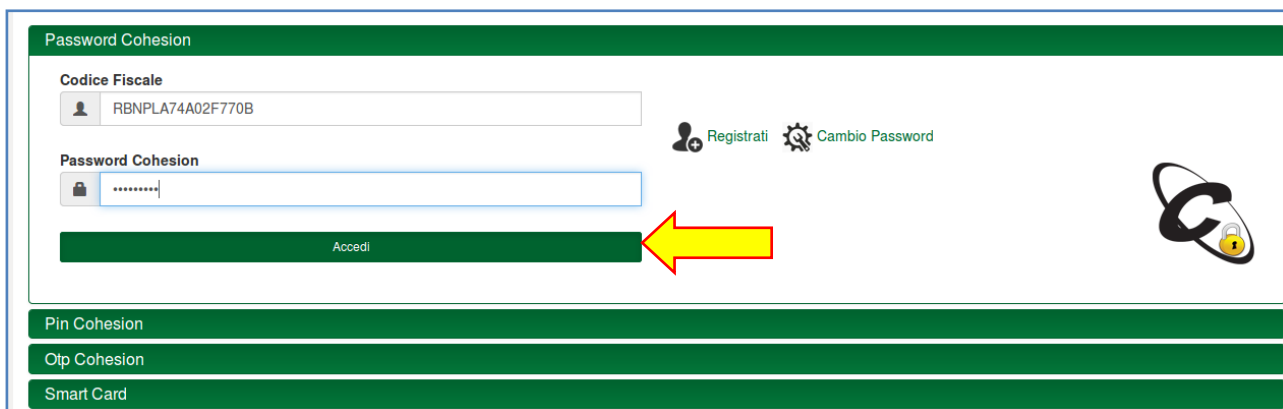 Password Cohesion
Codice Fiscale
RBNPLA74A02F770B
Registrati Cambio Password
Password Cohesion
•••••••••
Accedi
Pin Cohesion
Otp Cohesion
Smart Card